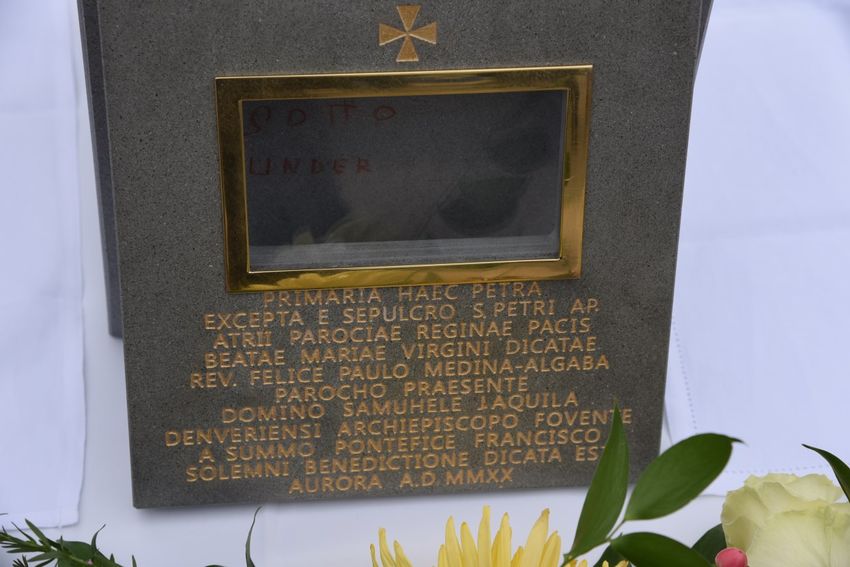 SOTTO
UNDER
PRIMARIA HAEC PETRA
EXCEPTA E SEPULCRO S.PETRI AP.
ATRII PAROCIAE REGINAE PACIS
BEATAE MARIAE VIRGINI DICATAE
REV. FELICE PAULO MEDINA-ALGABA
PAROCHO PRAESENTE
DOMINO SAMUHELE JAQUILA
DENVERIENSI ARCHIEPISCOPO FOVENTE
A SUMMO PONTEFICE FRANCISCO
SOLEMNI BENEDICTIONE DICATA EST
AURORA A.D.MMXX